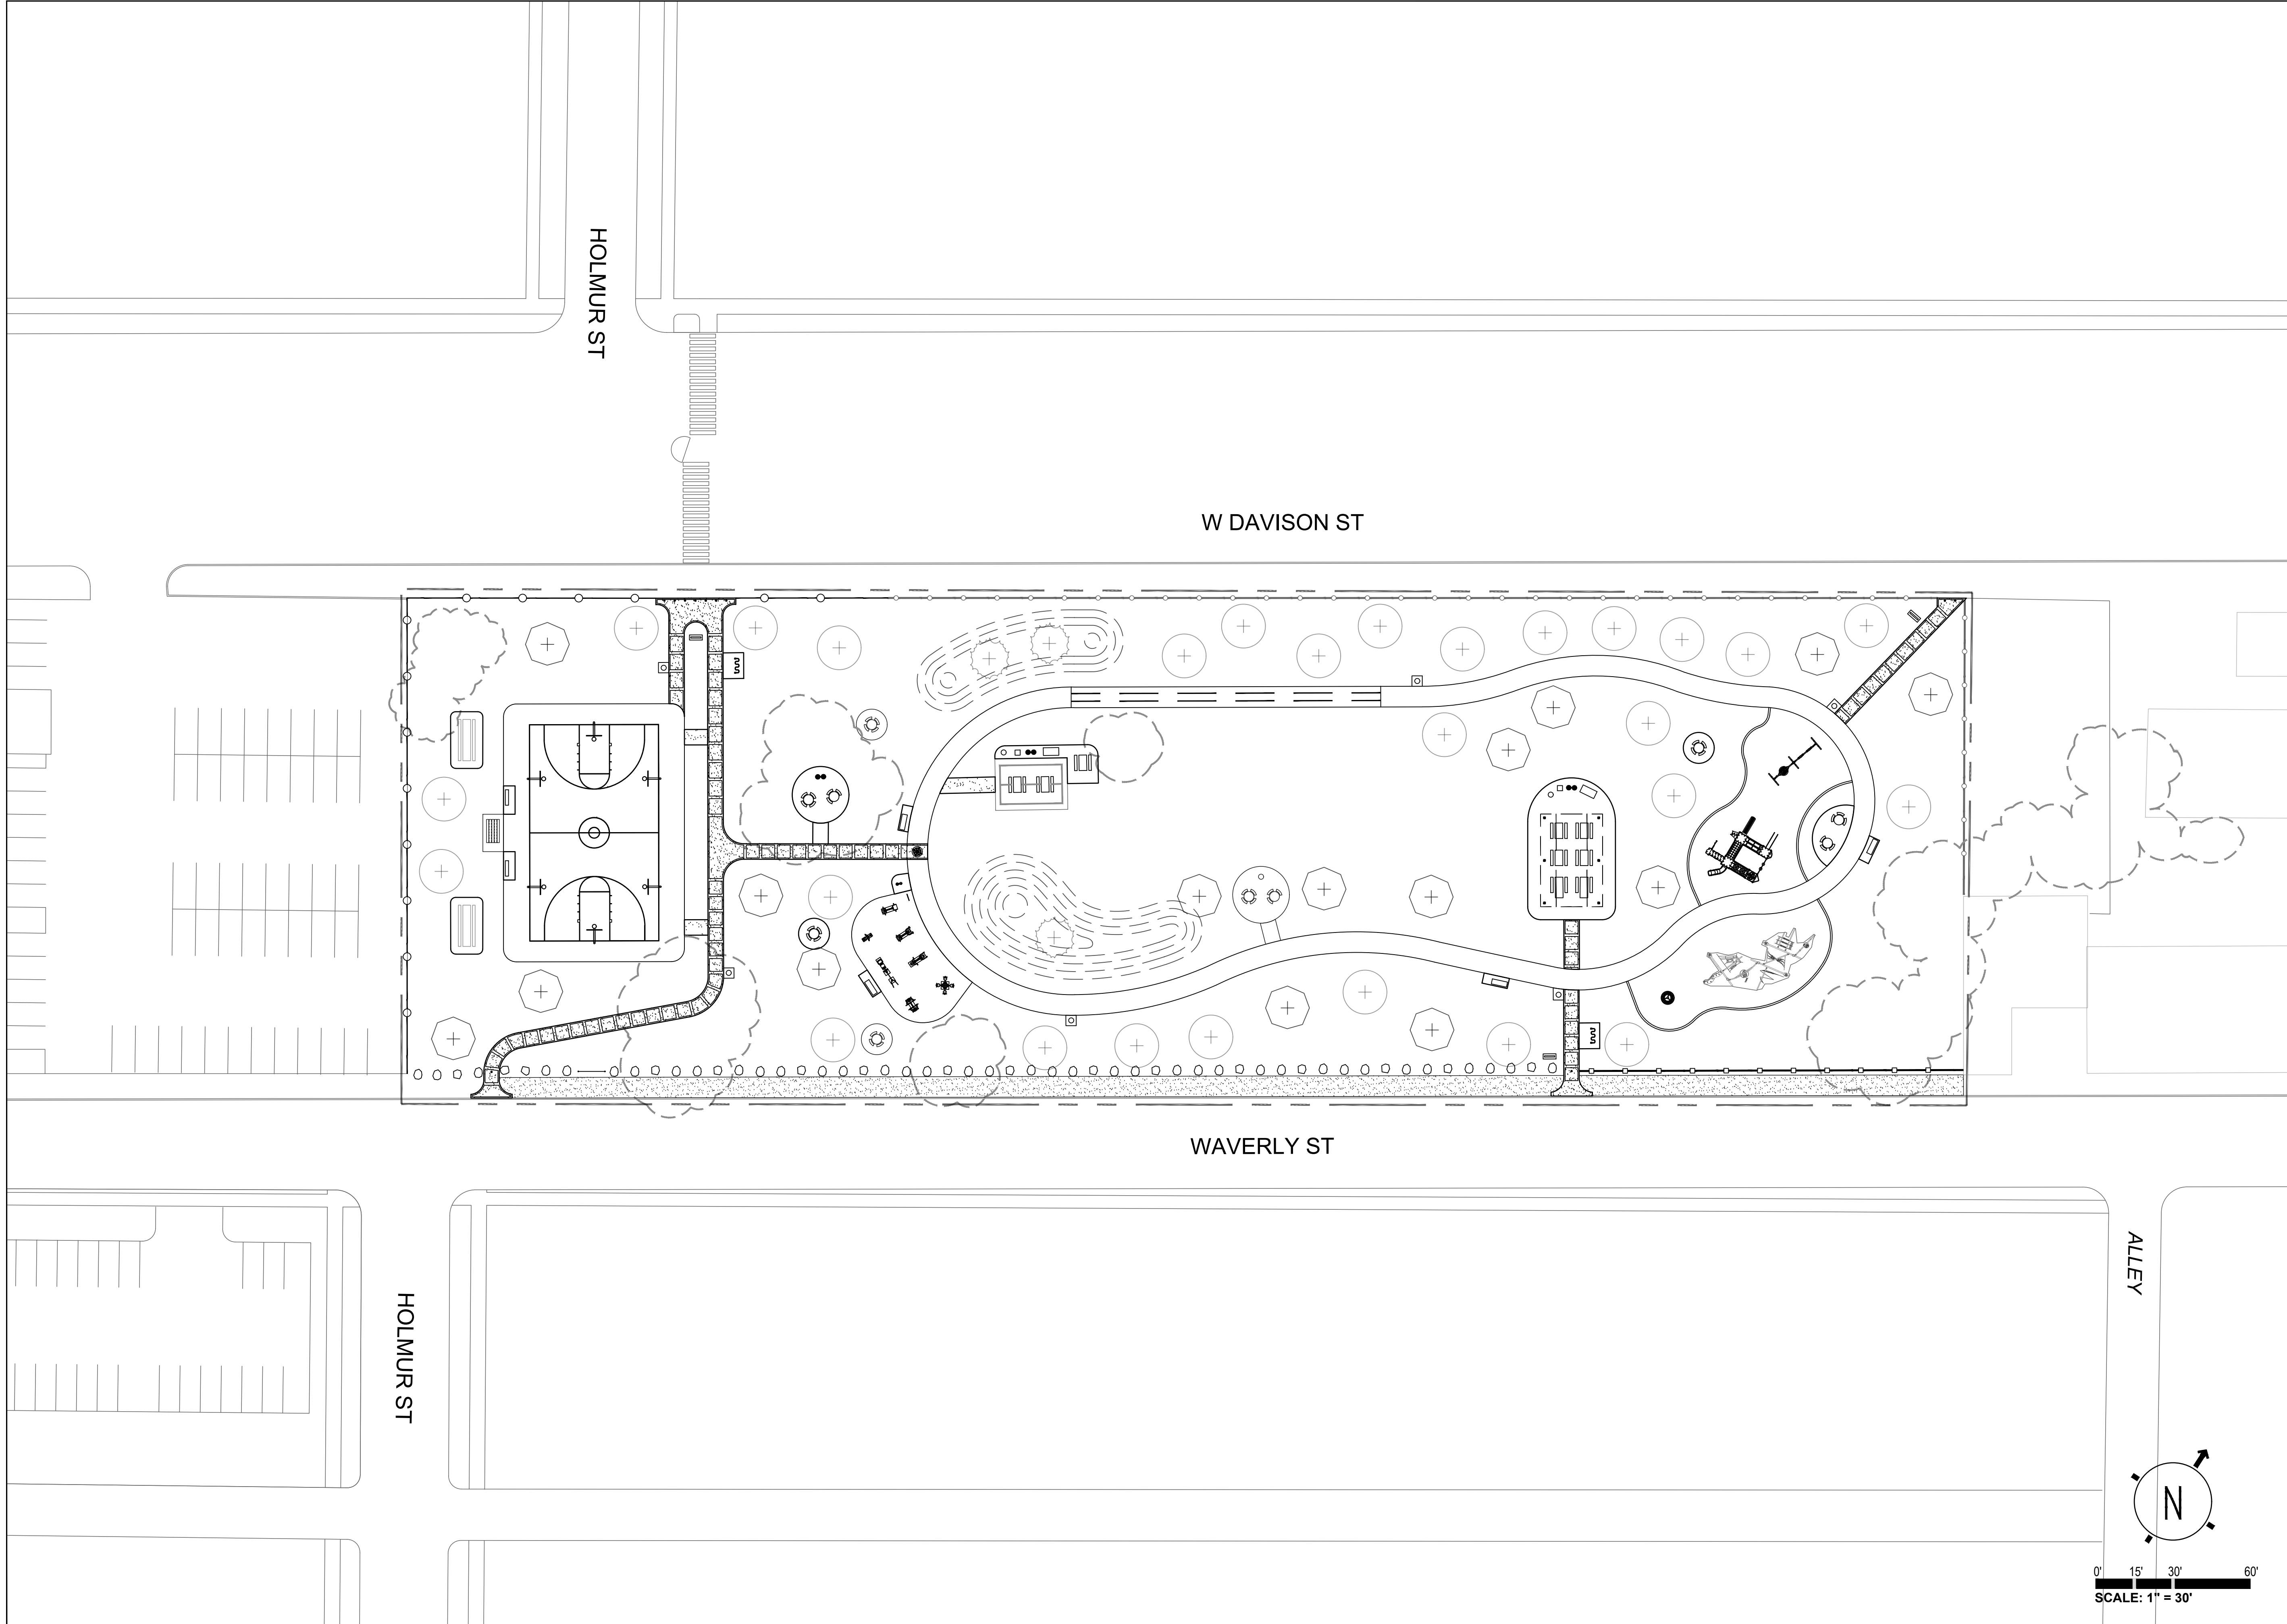 HOLMUR ST
W DAVISON ST
WAVERLY ST
ALLEY
HOLMUR ST
N
0' 15' 30' 60'
SCALE: 1" = 30'